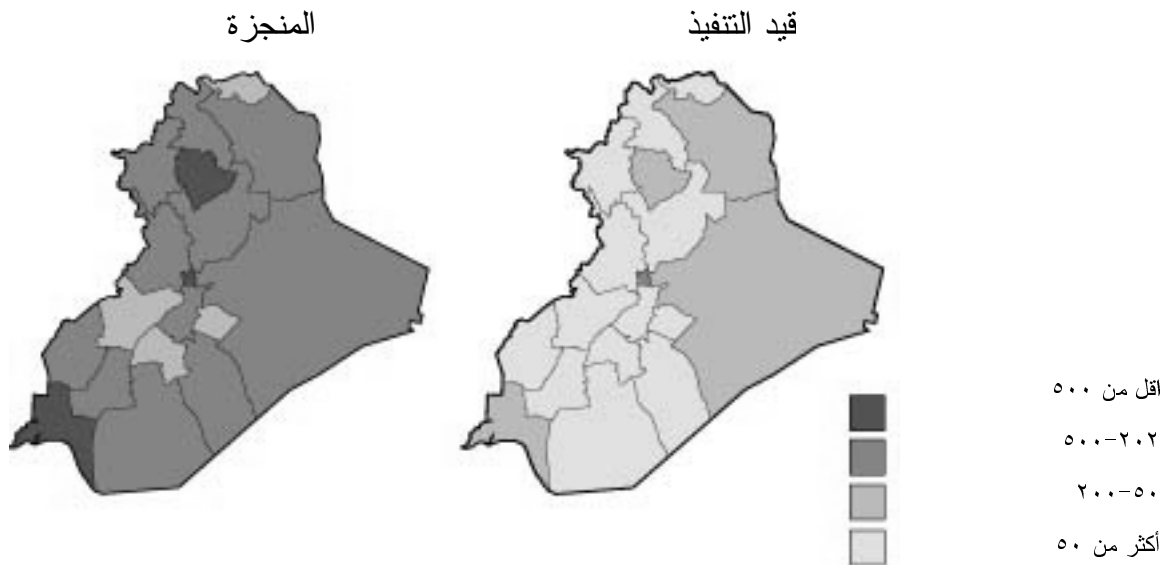 المنجزة
قيد التنفيذ
اقل من ٥٠٠
٢٠٢-٥٠٠
٥٠-٢٠٠
أكثر من ٥٠